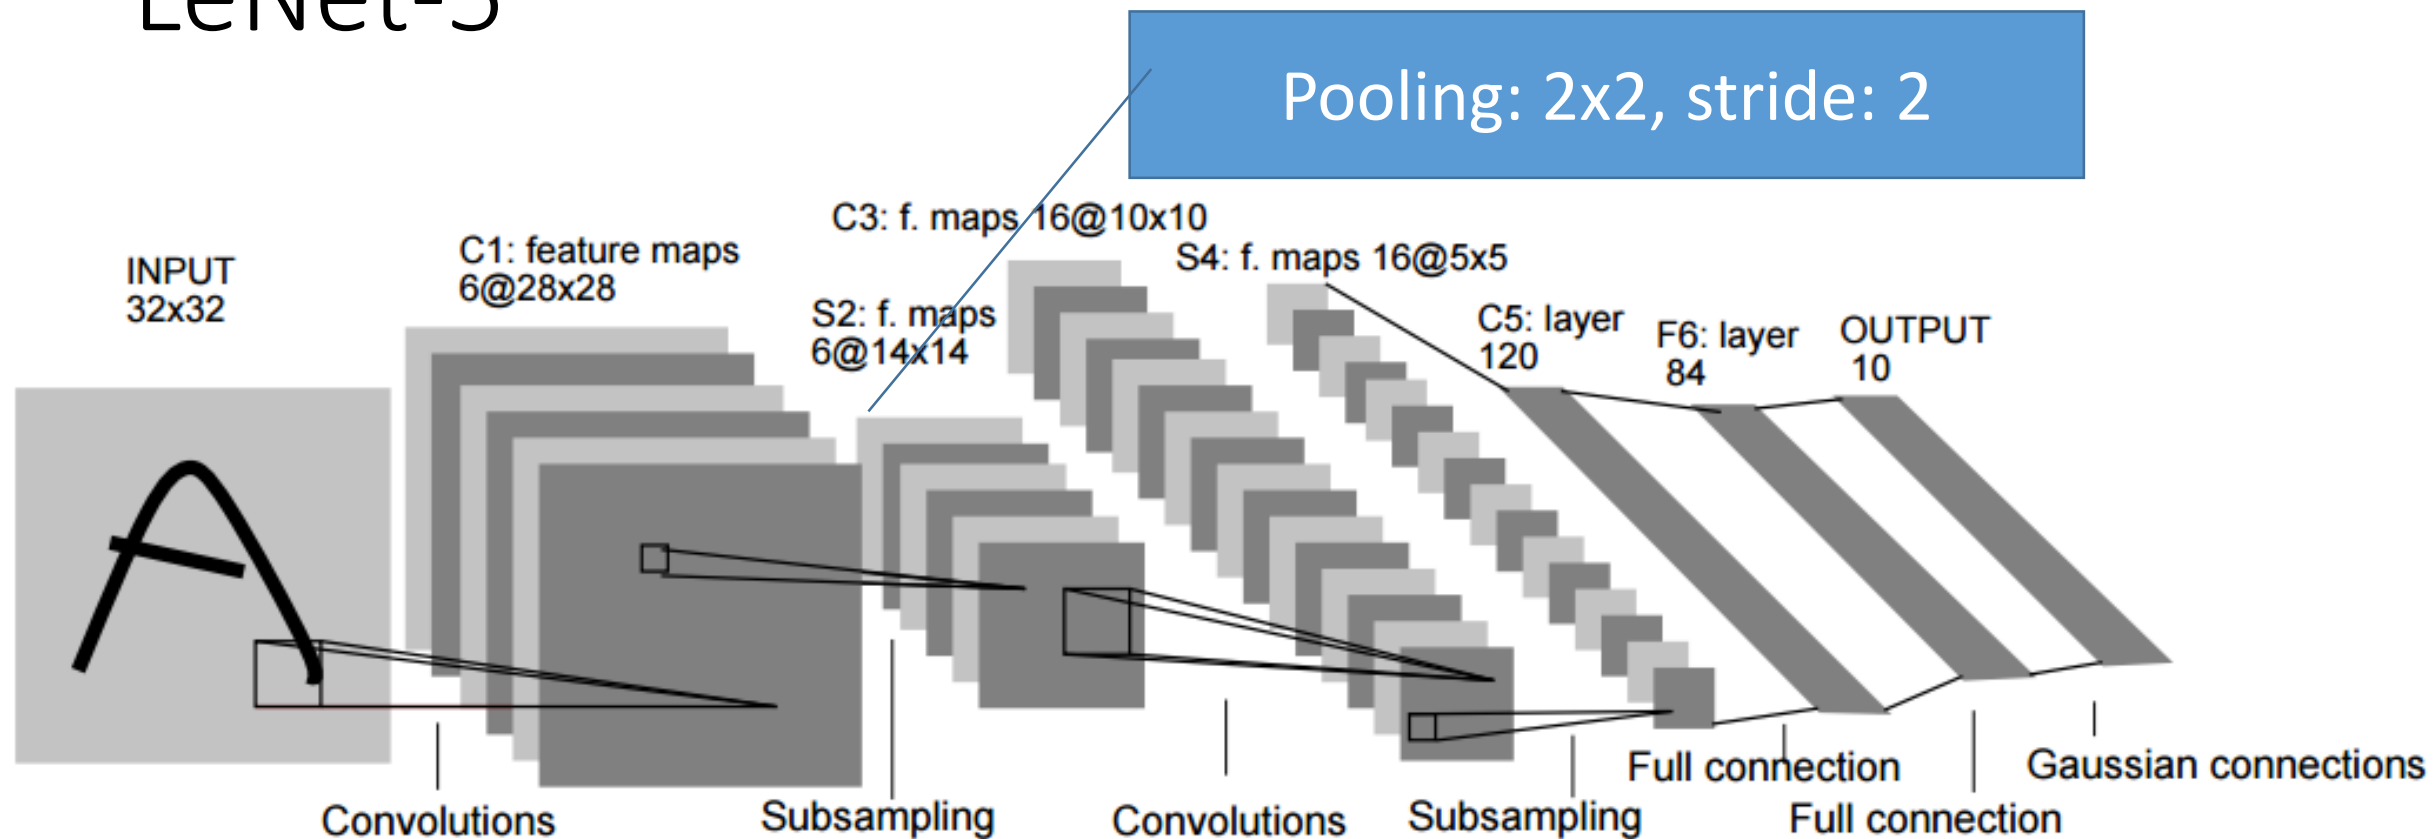 LeNet-5
Pooling: 2x2, stride: 2
C3: f. maps 16@10x10
S4: f. maps 16@5x5
INPUT
32x32
C1: feature maps
6@28x28
S2: f. maps
6@14x14
C5: layer
120
F6: layer
84
OUTPUT
10
A
Convolutions
Subsampling
Convolutions
Subsampling
Full connection
Full connection
Gaussian connections